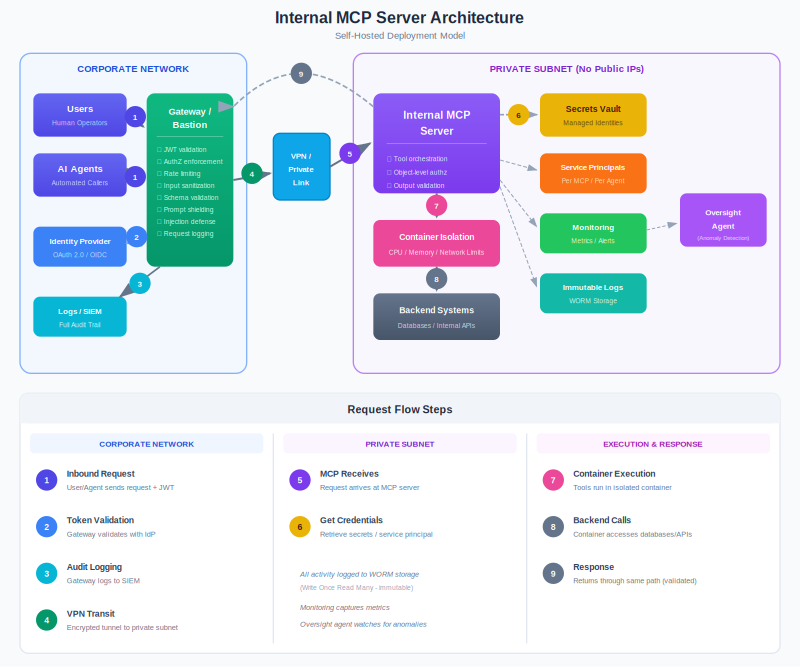 Internal MCP Server Architecture
Self-Hosted Deployment Model
CORPORATE NETWORK
Users
Human Operators
1
AI Agents
Automated Callers
1
Identity Provider
OAuth 2.0 / OIDC
2
Logs / SIEM
Full Audit Trail
3
Gateway /
Bastion
JWT validation
AuthZ enforcement
Rate limiting
Input sanitization
Schema validation
Prompt shielding
Injection defense
Request logging
4
VPN /
Private
Link
9
5
PRIVATE SUBNET (No Public IPs)
Internal MCP
Server
Tool orchestration
Object-level authz
Output validation
7
Container Isolation
CPU / Memory / Network Limits
8
Backend Systems
Databases / Internal APIs
6
Secrets Vault
Managed Identities
Service Principals
Per MCP / Per Agent
Monitoring
Metrics / Alerts
Immutable Logs
WORM Storage
Oversight
Agent
(Anomaly Detection)
Request Flow Steps
CORPORATE NETWORK
1
Inbound Request
User/Agent sends request + JWT
2
Token Validation
Gateway validates with IdP
3
Audit Logging
Gateway logs to SIEM
4
VPN Transit
Encrypted tunnel to private subnet
PRIVATE SUBNET
5
MCP Receives
Request arrives at MCP server
6
Get Credentials
Retrieve secrets / service principal
All activity logged to WORM storage
(Write Once Read Many - Immutable)
Monitoring captures metrics
Oversight agent watches for anomalies
EXECUTION & RESPONSE
7
Container Execution
Tools run in isolated container
8
Backend Calls
Container accesses databases/APIs
9
Response
Returns through same path (validated)